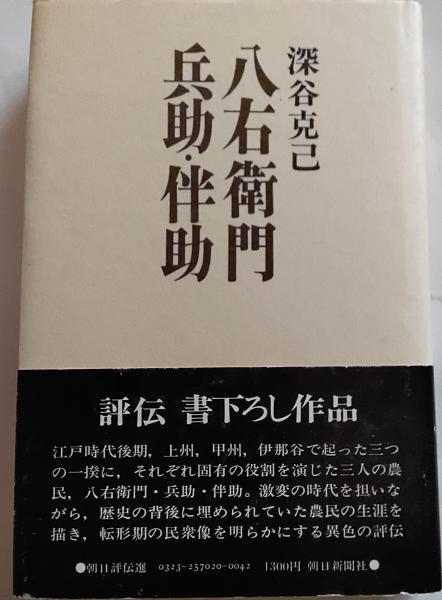 深谷克己
八右衛門
兵助・伴助
評伝 書下ろし作品
江戸時代後期，上州，甲州，伊那谷で起った三つ
の一揆に，それぞれ固有の役割を演じた三人の農
民，八右衛門・兵助・伴助。激変の時代を担いな
がら，歴史の背後に埋められていた農民の生涯を
描き，転形期の民衆像を明らかにする異色の評伝
●朝日評伝選 0323-257020-0042 1300円 朝日新聞社●